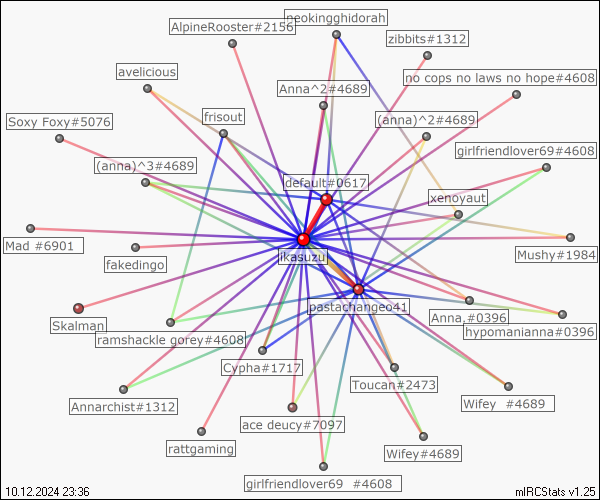 neokingghidorah
AlpineRooster#2156
zibbits#1312
avelicious
no cops no laws no hope#4608
Anna^2#4689
Soxy Foxy#5076
frisout
(anna)^2#4689
girlfriendlover69#4608
(anna)^3#4689
default#0617
xenoyaut
Mad #6901
fakedingo
ikasuzu
Mushy#1984
pastachangeo41
Skalman
Anna,#0396
hypomanianna#0396
ramshackle gorey#4608
Cypha#1717
Toucan#2473
Annarchist#1312
Wifey  #4689
ace deucy#7097
rattgaming
Wifey#4689
girlfriendlover69  #4608
10.12.2024 23:36
mIRCStats v1.25